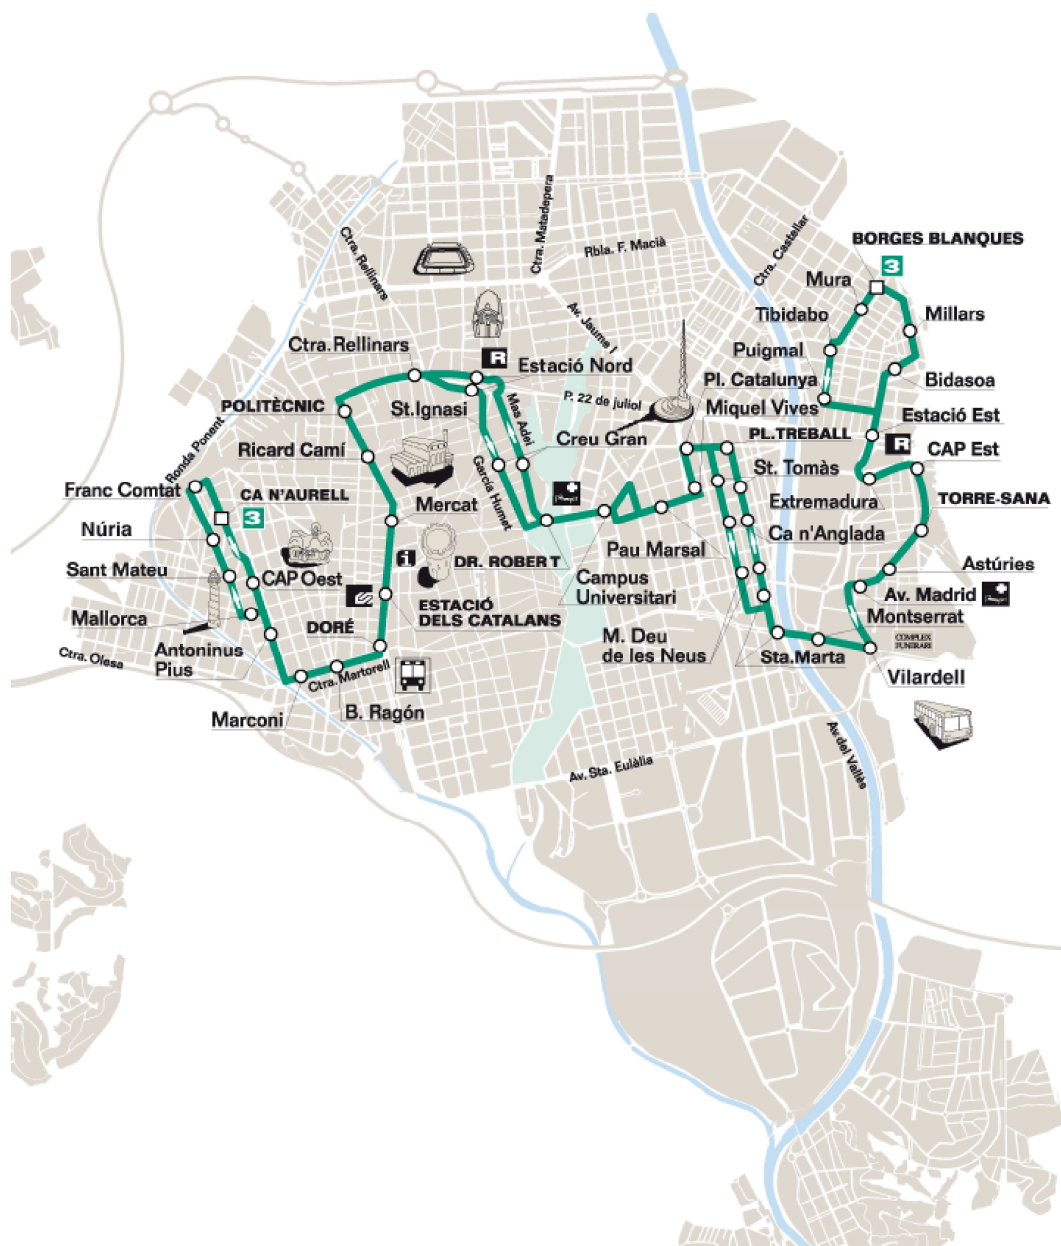 Ctra. Matadepera
Rbla. F. Macià
Ctra. Castellar
Ctra. Rellinars
BORGES BLANQUES
3
Mura
Tibidabo
Millars
Av. Jaume I
Ctra. Rellinars
R
Estació Nord
Puigmal
Pl. Catalunya
Bidasoa
POLITÈCNIC
St. Ignasi
Mas Adei
P. 22 de juliol
Miquel Vives
Estació Est
R
Ronda Ponent
Ricard Camí
Creu Gran
PL. TREBALL
CAP Est
St. Tomàs
Franc Comtat
CA N'AURELL
3
Mercat
García Humet
Extremadura
TORRE-SANA
Núria
i
DR. ROBERT
Pau Marsal
Ca n'Anglada
Sant Mateu
CAP Oest
Campus
Universitari
Astúries
Av. Madrid
Mallorca
ESTACIÓ
DELS CATALANS
Montserrat
COMPLEX
FUNERARI
DORÉ
M. Deu
de les Neus
Antoninus
Pius
Sta. Marta
Ctra. Olesa
Ctra. Martorell
Vilardell
Marconi
B. Ragón
Av. del Vallès
Av. Sta. Eulàlia